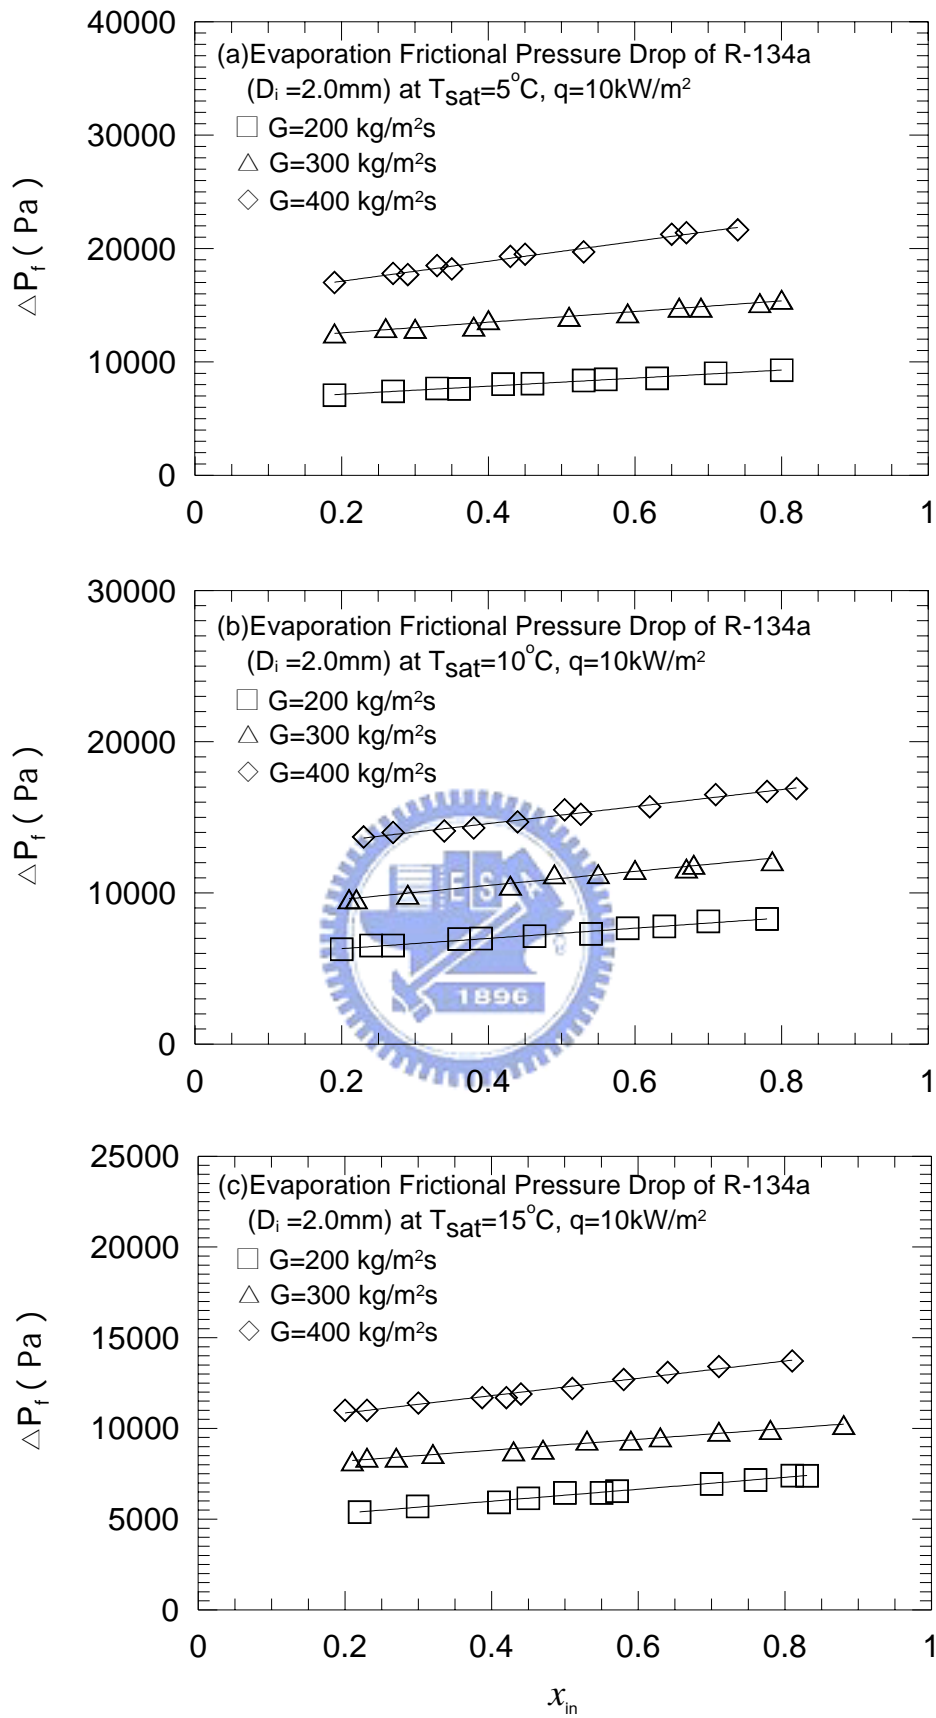 40000
(a)Evaporation Frictional Pressure Drop of R-134a
(Di =2.0mm) at Tsat=5°C, q=10kW/m²
30000
G=200 kg/m²s
G=300 kg/m²s
G=400 kg/m²s
20000
△Pf ( Pa )
10000
0
0 0.2 0.4 0.6 0.8 1
30000
(b)Evaporation Frictional Pressure Drop of R-134a
(Di =2.0mm) at Tsat=10°C, q=10kW/m²
G=200 kg/m²s
20000
G=300 kg/m²s
G=400 kg/m²s
△Pf ( Pa )
ES
10000
1896
0
0 0.2 0.4 0.6 0.8 1
25000
(c)Evaporation Frictional Pressure Drop of R-134a
(Di =2.0mm) at Tsat=15°C, q=10kW/m²
20000
G=200 kg/m²s
G=300 kg/m²s
15000
G=400 kg/m²s
△Pf ( Pa )
10000
5000
0
0 0.2 0.4 0.6 0.8 1
xin